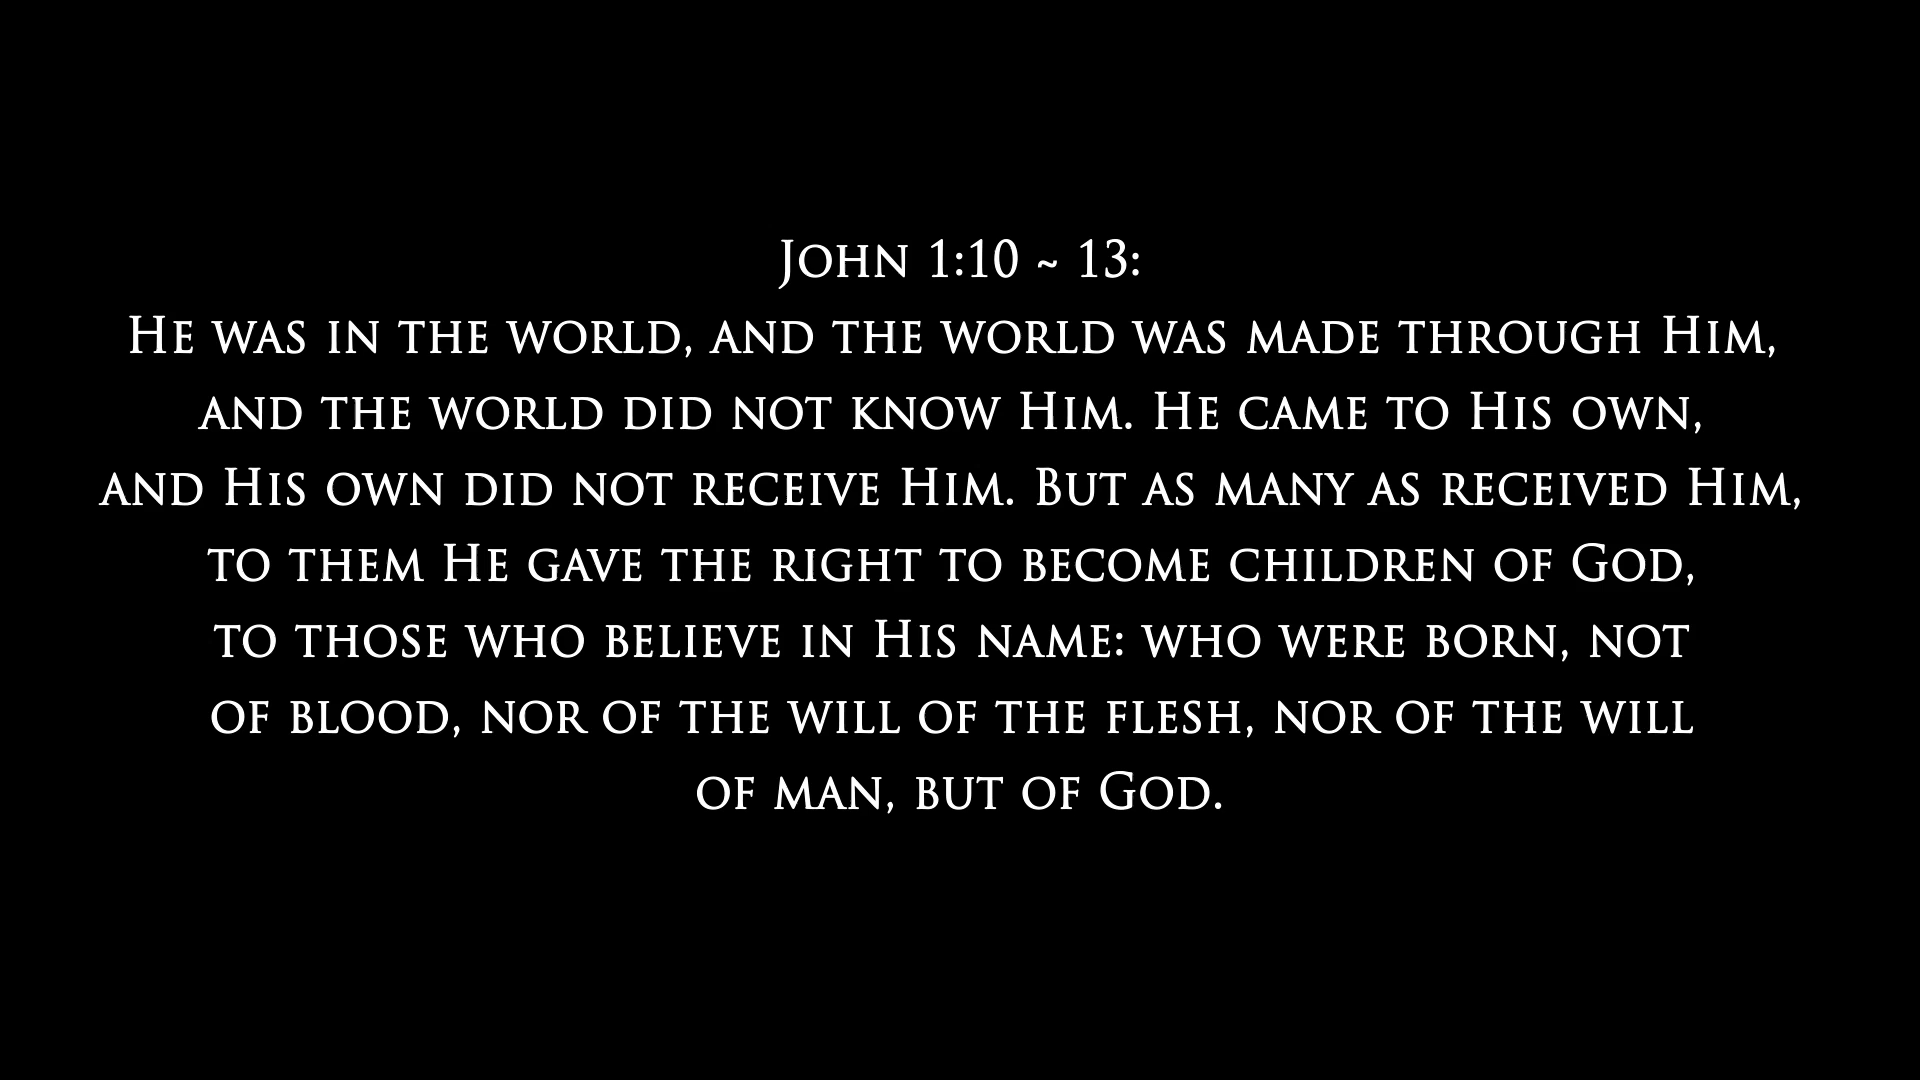 John 1:10 ~ 13:
He was in the world, and the world was made through Him,
and the world did not know Him. He came to His own,
and His own did not receive Him. But as many as received Him,
to them He gave the right to become children of God,
to those who believe in His name: who were born, not
of blood, nor of the will of the flesh, nor of the will
of man, but of God.